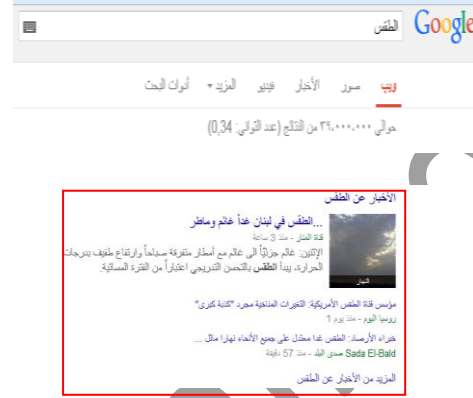 Google
الطقس
ويب صور الأخبار فيديو المزيد أدوات البحث
حوالي ٣٩،٠٠٠،٠٠٠ من النتائج (عدد الثواني: 0,34)
الأخبار عن الطقس
الطقس في لبنان غداً غائم وماطر...
قناة المنار - منذ 3 ساعة
الإثنين: غائم جزئياً الى غائم مع أمطار متفرقة صباحاً وارتفاع طفيف بدرجات
الحرارة، يبدأ الطقس بالتحسن التدريجي اعتباراً من الفترة المسائية.
النهار
مؤسس قناة الطقس الأمريكية: التغيرات المناخية مجرد "كذبة كبرى"
روسيا اليوم - منذ يوم 1
خبراء الأرصاد: الطقس غدا معتدل على جميع الأنحاء نهارا مائل ...
Sada El-Bald صدى البلد - منذ 57 دقيقة
المزيد من الأخبار عن الطقس